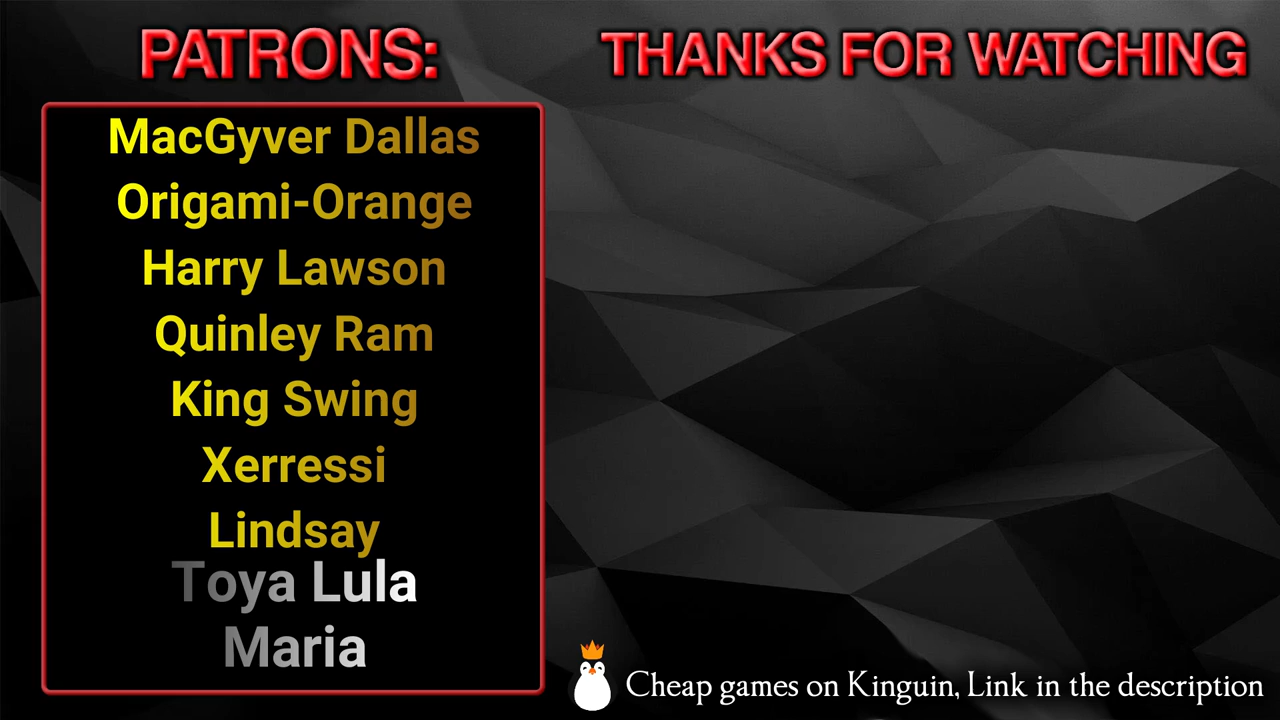 PATRONS:
MacGyver Dallas
Origami-Orange
Harry Lawson
Quinley Ram
King Swing
Xerressi
Lindsay
Toya Lula
Maria
THANKS FOR WATCHING
Cheap games on Kinguin, Link in the description